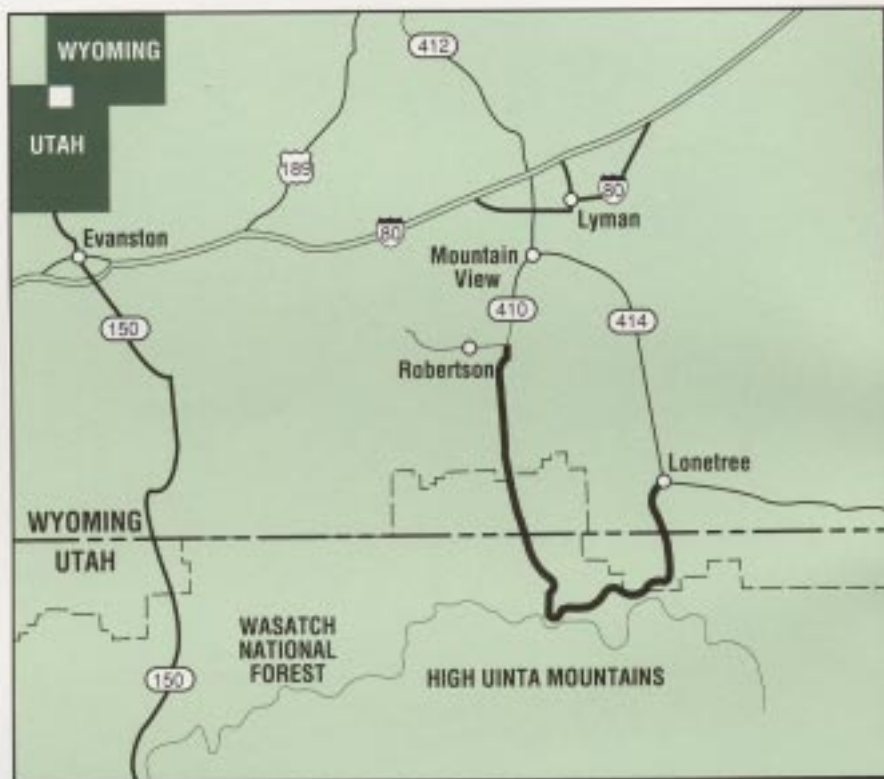 WYOMING
UTAH
412
189
80
Lyman
80
Evanston
Mountain
View
410
414
150
Robertson
Lonetree
WYOMING
UTAH
WASATCH
NATIONAL
FOREST
HIGH UINTA MOUNTAINS
150